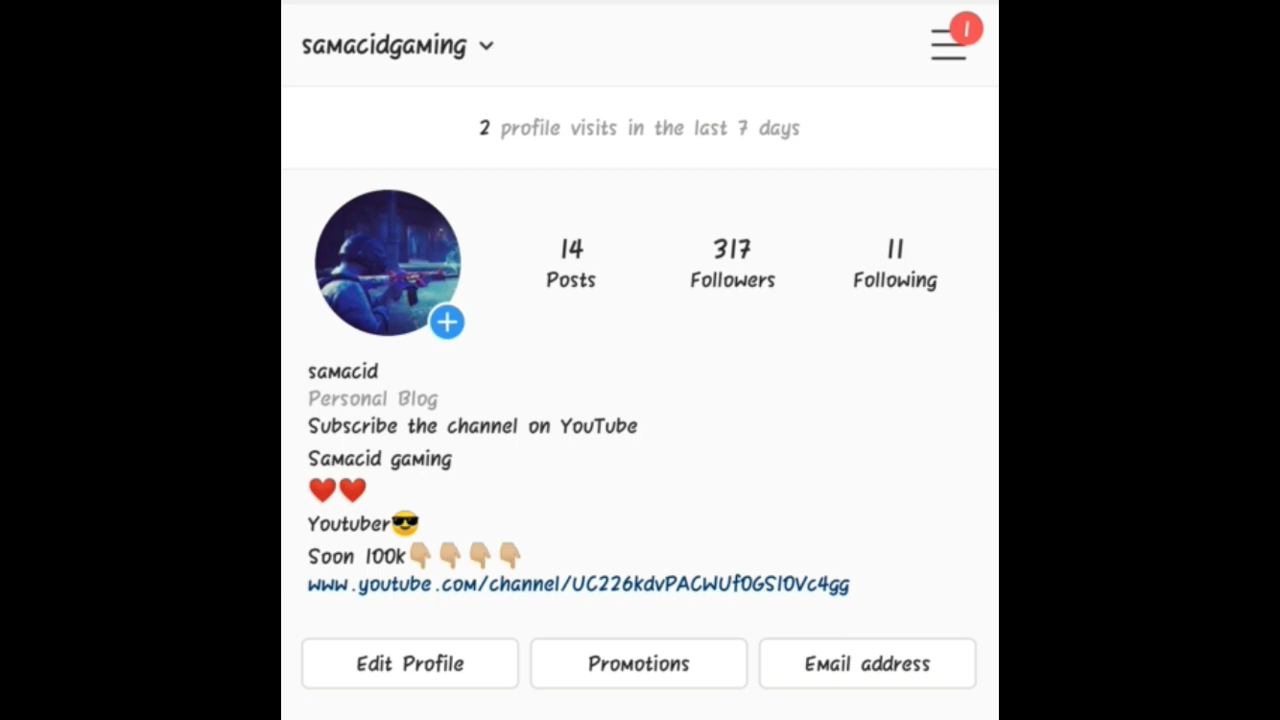 samacidgaming
1
2 profile visits in the last 7 days
14 317 11
Posts Followers Following
samacid
Personal Blog
Subscribe the channel on YouTube
Samacid gaming
❤️❤️
Youtuber😎
Soon 100k👇🏼👇🏼👇🏼👇🏼
www.youtube.com/channel/UC226kdvPACWUf0GSl0Vc4gg
Edit Profile Promotions Email address